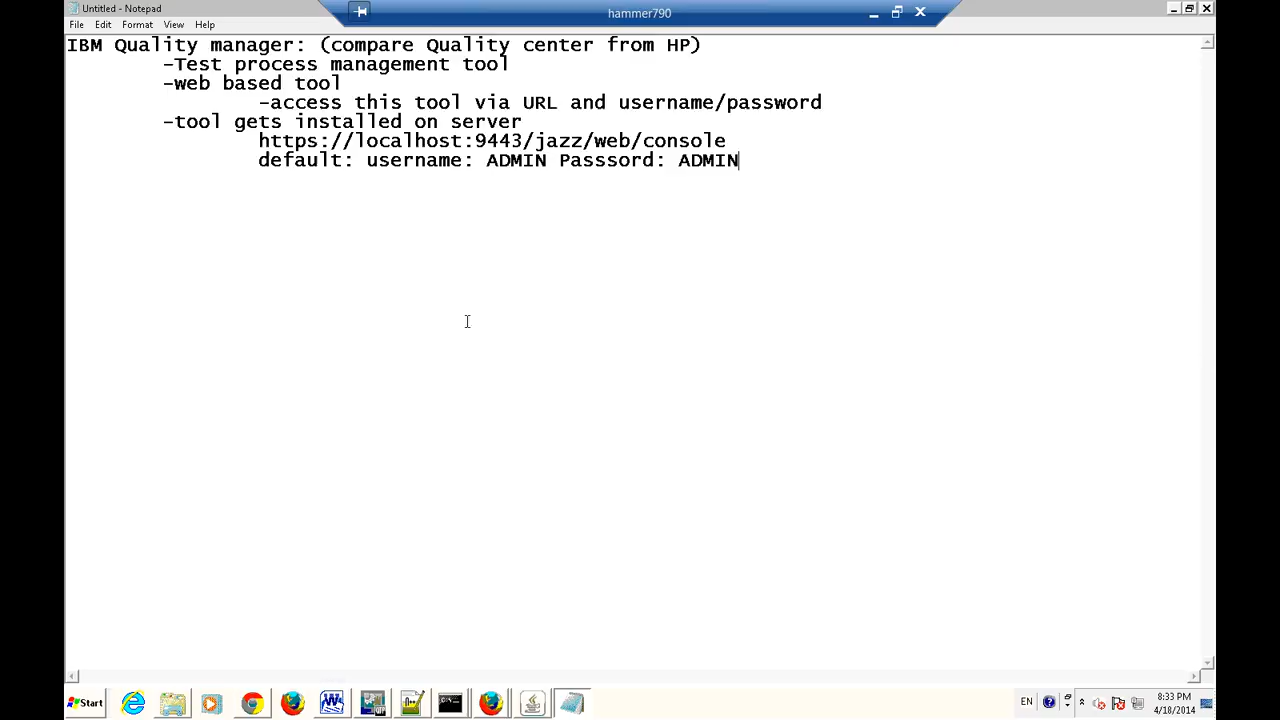 Untitled - Notepad
hammer790
File Edit Format View Help
IBM Quality manager: (compare Quality center from HP)
-Test process management tool
-web based tool
-access this tool via URL and username/password
-tool gets installed on server
https://localhost:9443/jazz/web/console
default: username: ADMIN Passsord: ADMIN
Start
EN
8:33 PM
4/18/2014